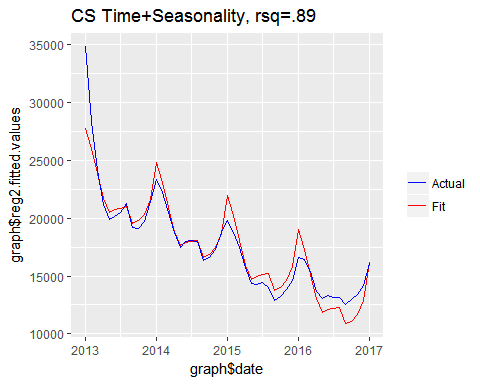 CS Time+Seasonality, rsq=.89
graph$reg2.fitted.values
35000
30000
25000
20000
15000
10000
2013
2014
2015
2016
2017
graph$date
Actual
Fit